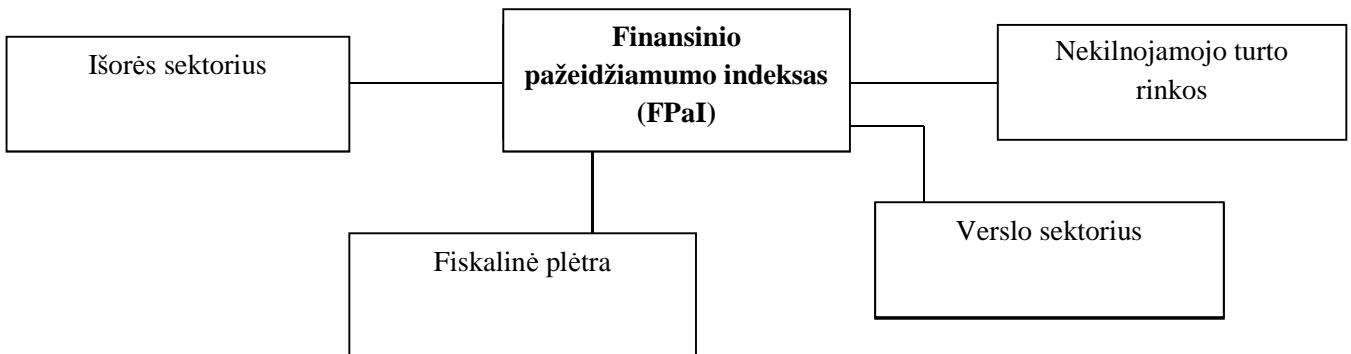 Finansinio
pažeidžiamumo indeksas
(FPaI)
Išorės sektorius
Nekilnojamojo turto
rinkos
Verslo sektorius
Fiskalinė plėtra